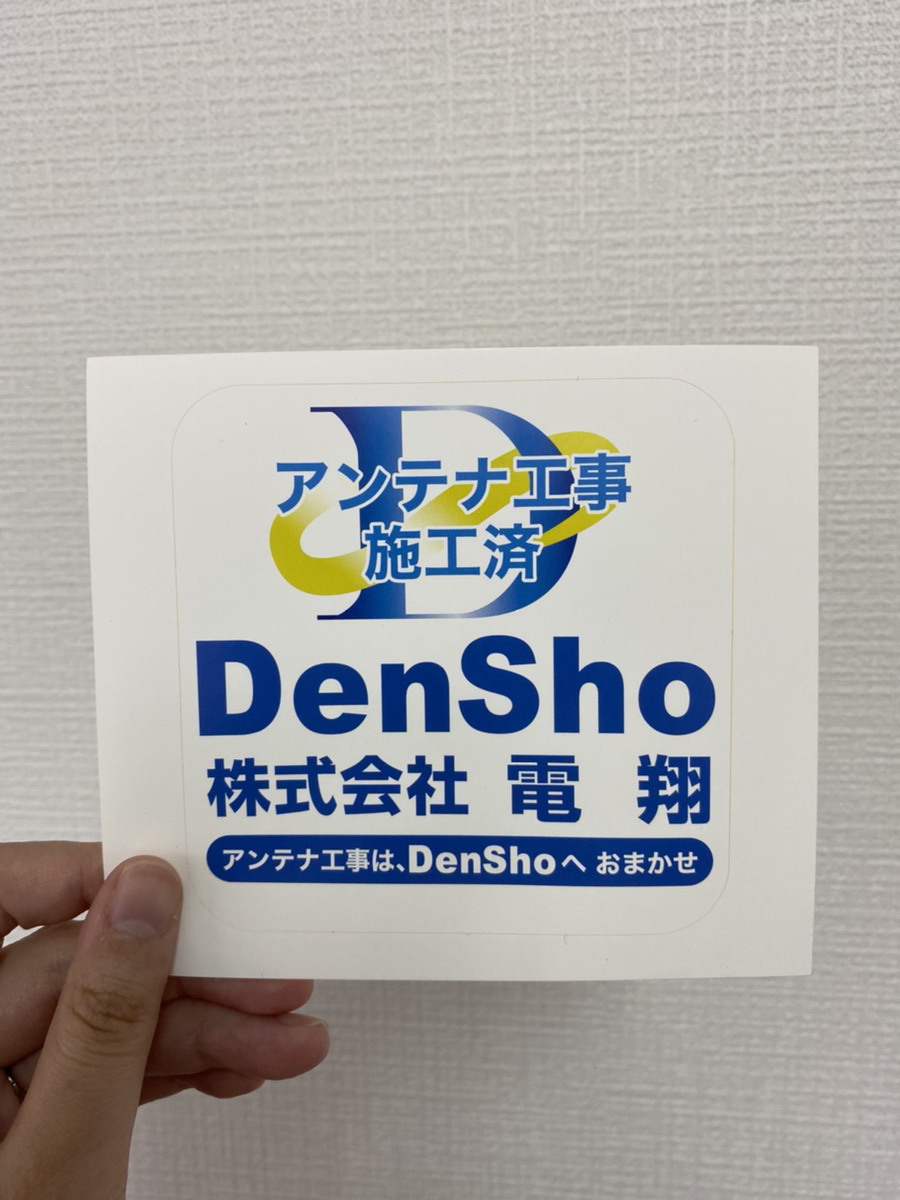 D
アンテナ工事
施工済
DenSho
株式会社 電 翔
アンテナ工事は、DenShoへ おまかせ